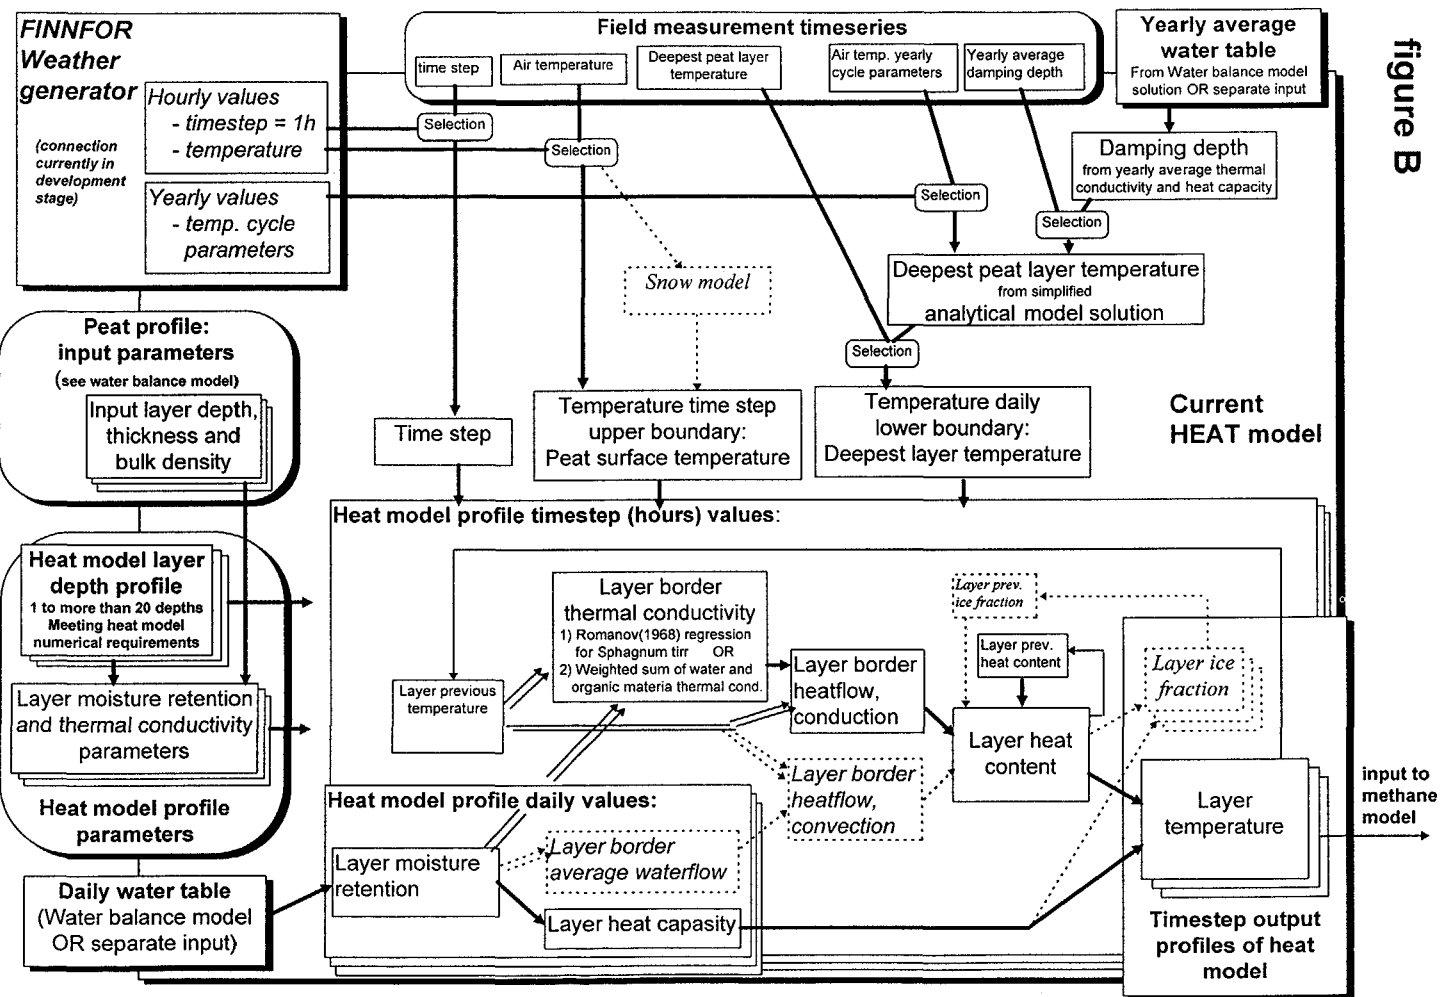 FINNFOR
Weather
generator
(connection
currently in
development
stage)
Hourly values
- timestep = 1h
- temperature
Yearly values
- temp. cycle
parameters
Field measurement timeseries
time step
Air temperature
Deepest peat layer
temperature
Air temp. yearly
cycle parameters
Yearly average
damping depth
Yearly average
water table
From Water balance model
solution OR separate input
figure B
Selection
Selection
Damping depth
from yearly average thermal
conductivity and heat capacity
Selection
Selection
Snow model
Deepest peat layer temperature
from simplified
analytical model solution
Selection
Peat profile:
input parameters
(see water balance model)
Input layer depth,
thickness and
bulk density
Time step
Temperature time step
upper boundary:
Peat surface temperature
Temperature daily
lower boundary:
Deepest layer temperature
Current
HEAT model
Heat model profile timestep (hours) values:
Heat model layer
depth profile
1 to more than 20 depths
Meeting heat model
numerical requirements
Layer moisture retention
and thermal conductivity
parameters
Heat model profile
parameters
Layer previous
temperature
Layer border
thermal conductivity
1) Romanov(1968) regression
for Sphagnum tirr OR
2) Weighted sum of water and
organic materia thermal cond.
Layer border
heatflow,
conduction
Layer prev.
ice fraction
Layer prev.
heat content
Layer heat
content
Layer ice
fraction
Layer border
heatflow,
convection
Layer
temperature
input to
methane
model
Heat model profile daily values:
Layer moisture
retention
Layer border
average waterflow
Layer heat capacity
Daily water table
(Water balance model
OR separate input)
Timestep output
profiles of heat
model